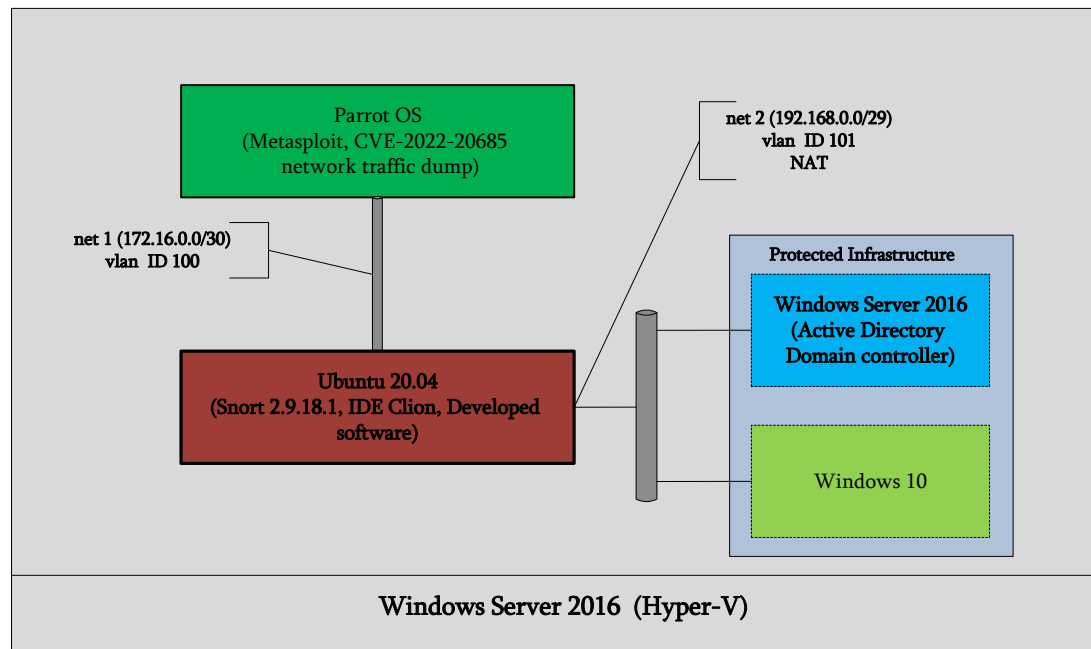 Parrot OS
(Metasploit, CVE-2022-20685
network traffic dump)
net 2 (192.168.0.0/29)
vlan ID 101
NAT
net 1 (172.16.0.0/30)
vlan ID 100
Protected Infrastructure
Windows Server 2016
(Active Directory
Domain controller)
Ubuntu 20.04
(Snort 2.9.18.1, IDE Clion, Developed
software)
Windows 10
Windows Server 2016 (Hyper-V)